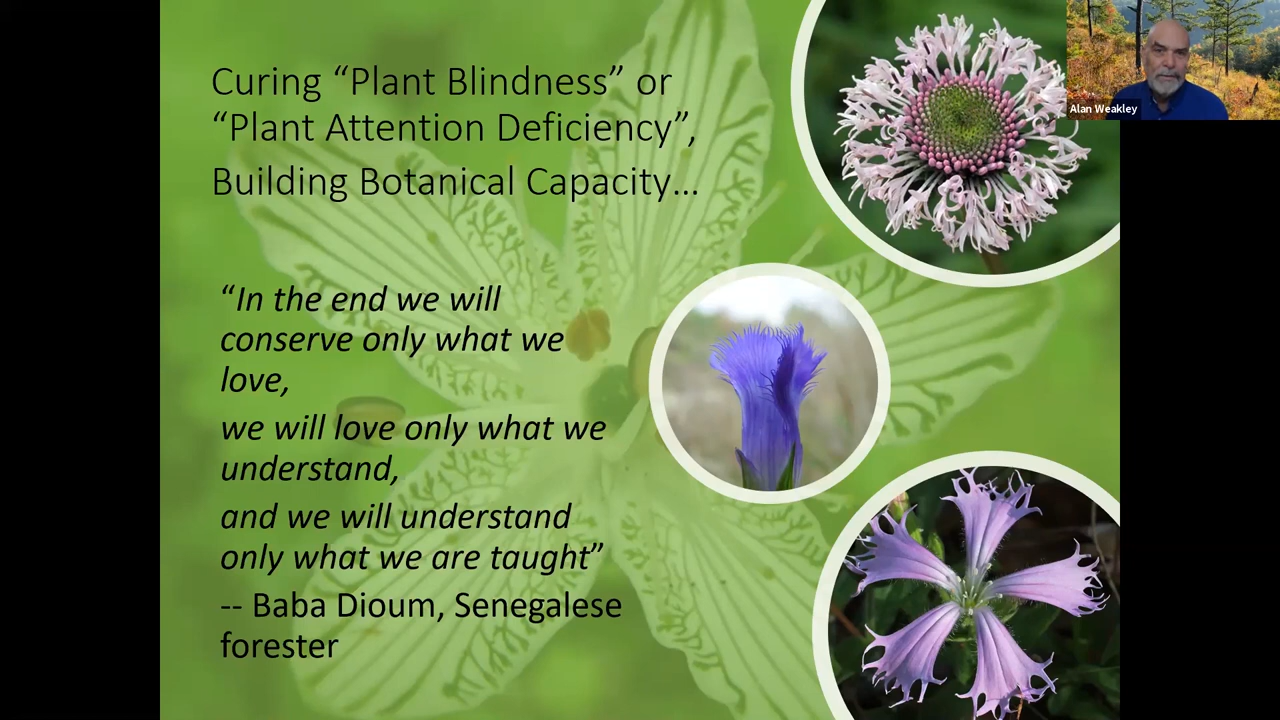 Curing “Plant Blindness” or
“Plant Attention Deficiency”,
Building Botanical Capacity…
“In the end we will
conserve only what we
love,
we will love only what we
understand,
and we will understand
only what we are taught”
-- Baba Dioum, Senegalese
forester
Alan Weakley